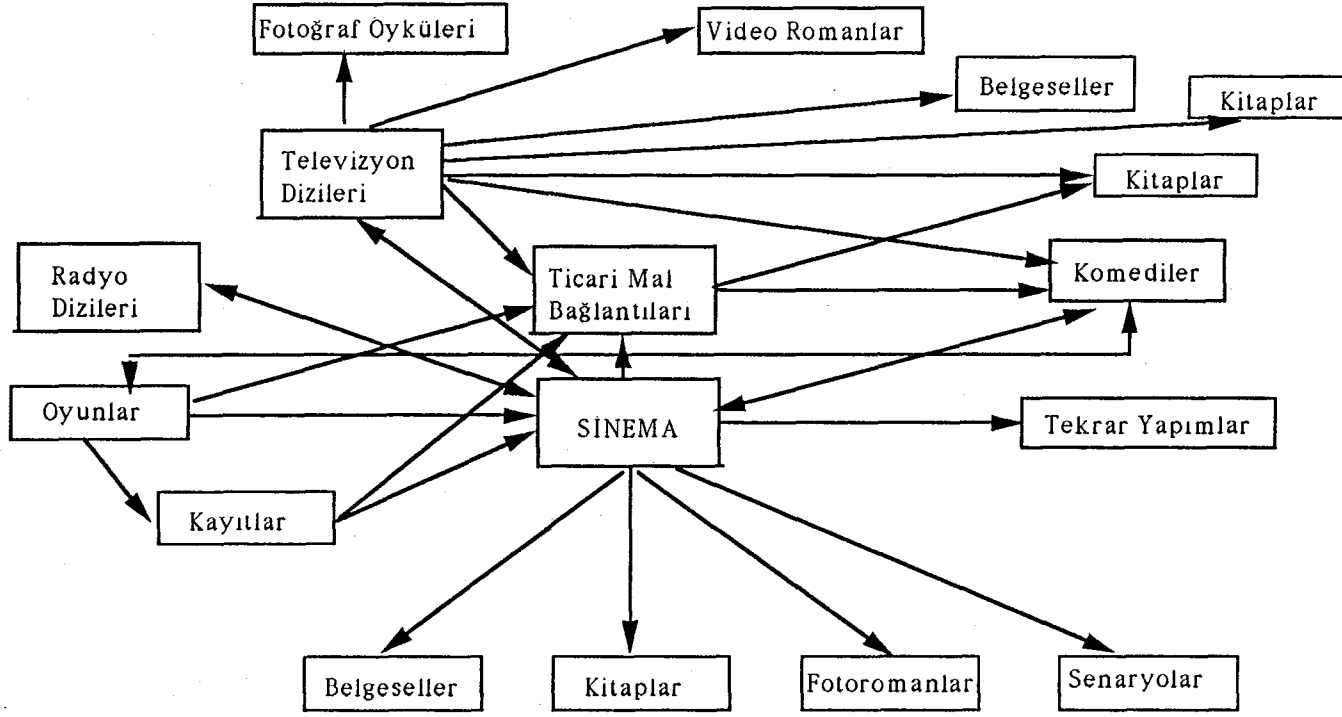 Fotoğraf Öyküleri
Video Romanlar
Belgeseller
Kitaplar
Televizyon
Dizileri
Kitaplar
Radyo
Dizileri
Ticari Mal
Bağlantıları
Komediler
Oyunlar
SİNEMA
Tekrar Yapımlar
Kayıtlar
Belgeseller
Kitaplar
Fotoromanlar
Senaryolar